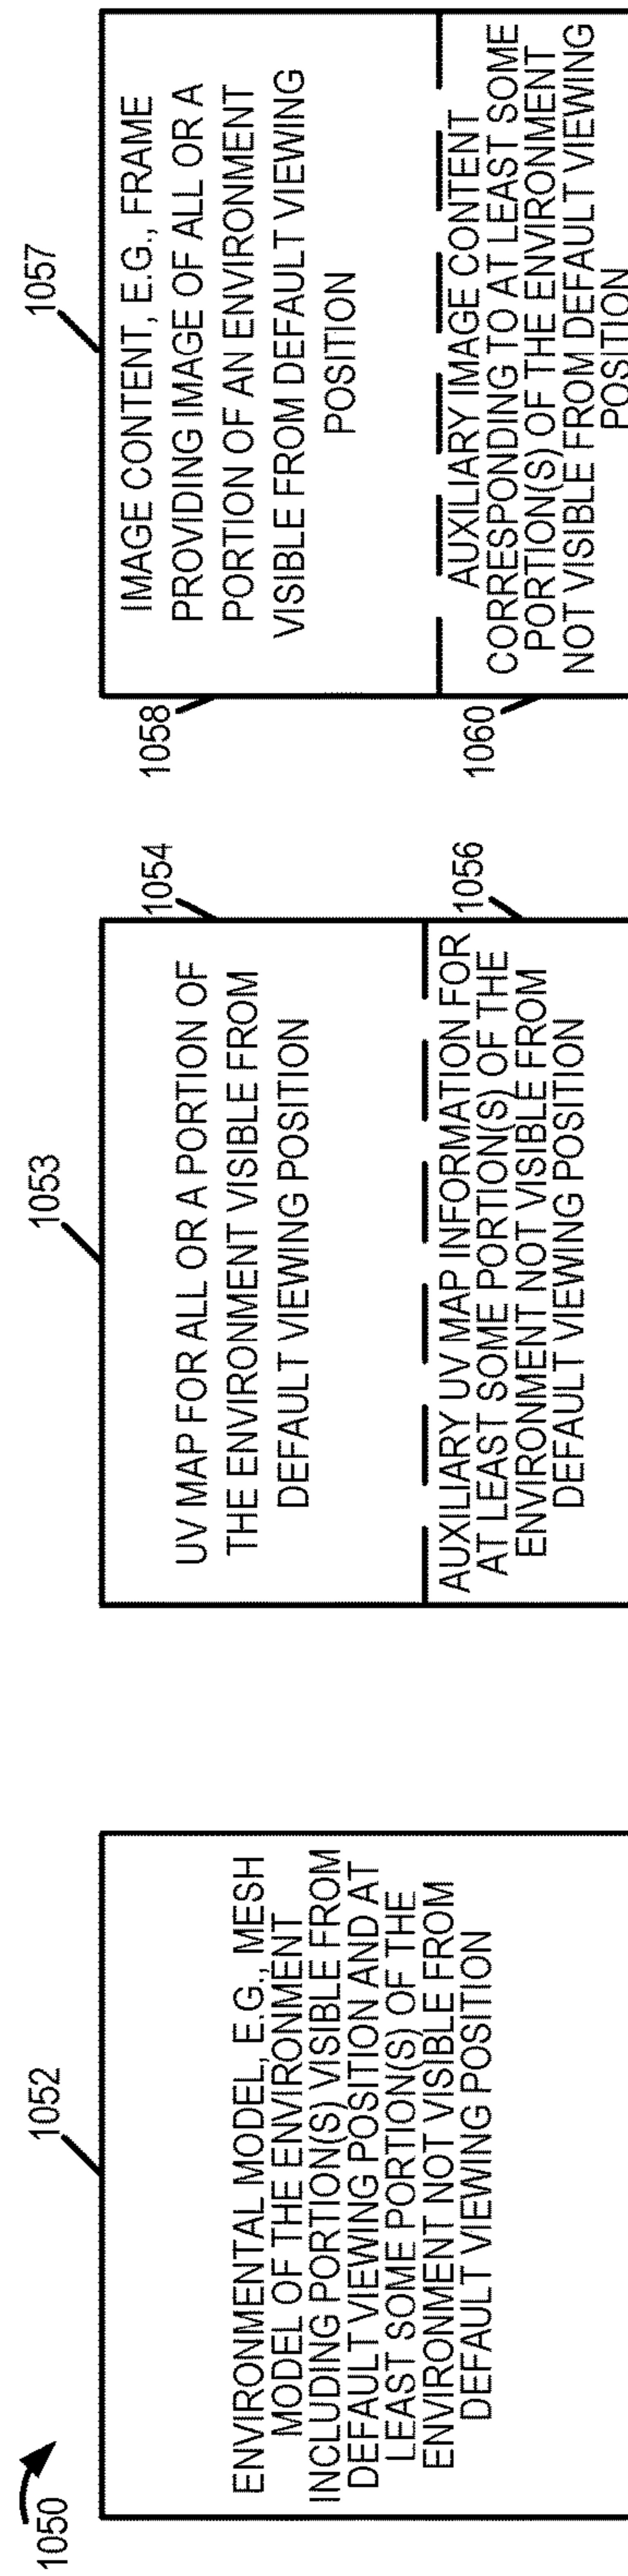 1050
1052
ENVIRONMENTAL MODEL, E.G., MESH
MODEL OF THE ENVIRONMENT
INCLUDING PORTION(S) VISIBLE FROM
DEFAULT VIEWING POSITION AND AT
LEAST SOME PORTION(S) OF THE
ENVIRONMENT NOT VISIBLE FROM
DEFAULT VIEWING POSITION
1053
UV MAP FOR ALL OR A PORTION OF
THE ENVIRONMENT VISIBLE FROM
DEFAULT VIEWING POSITION
1054
AUXILIARY UV MAP INFORMATION FOR
AT LEAST SOME PORTION(S) OF THE
ENVIRONMENT NOT VISIBLE FROM
DEFAULT VIEWING POSITION
1056
1057
1058
IMAGE CONTENT, E.G., FRAME
PROVIDING IMAGE OF ALL OR A
PORTION OF AN ENVIRONMENT
VISIBLE FROM DEFAULT VIEWING
POSITION
1060
AUXILIARY IMAGE CONTENT
CORRESPONDING TO AT LEAST SOME
PORTION(S) OF THE ENVIRONMENT
NOT VISIBLE FROM DEFAULT VIEWING
POSITION